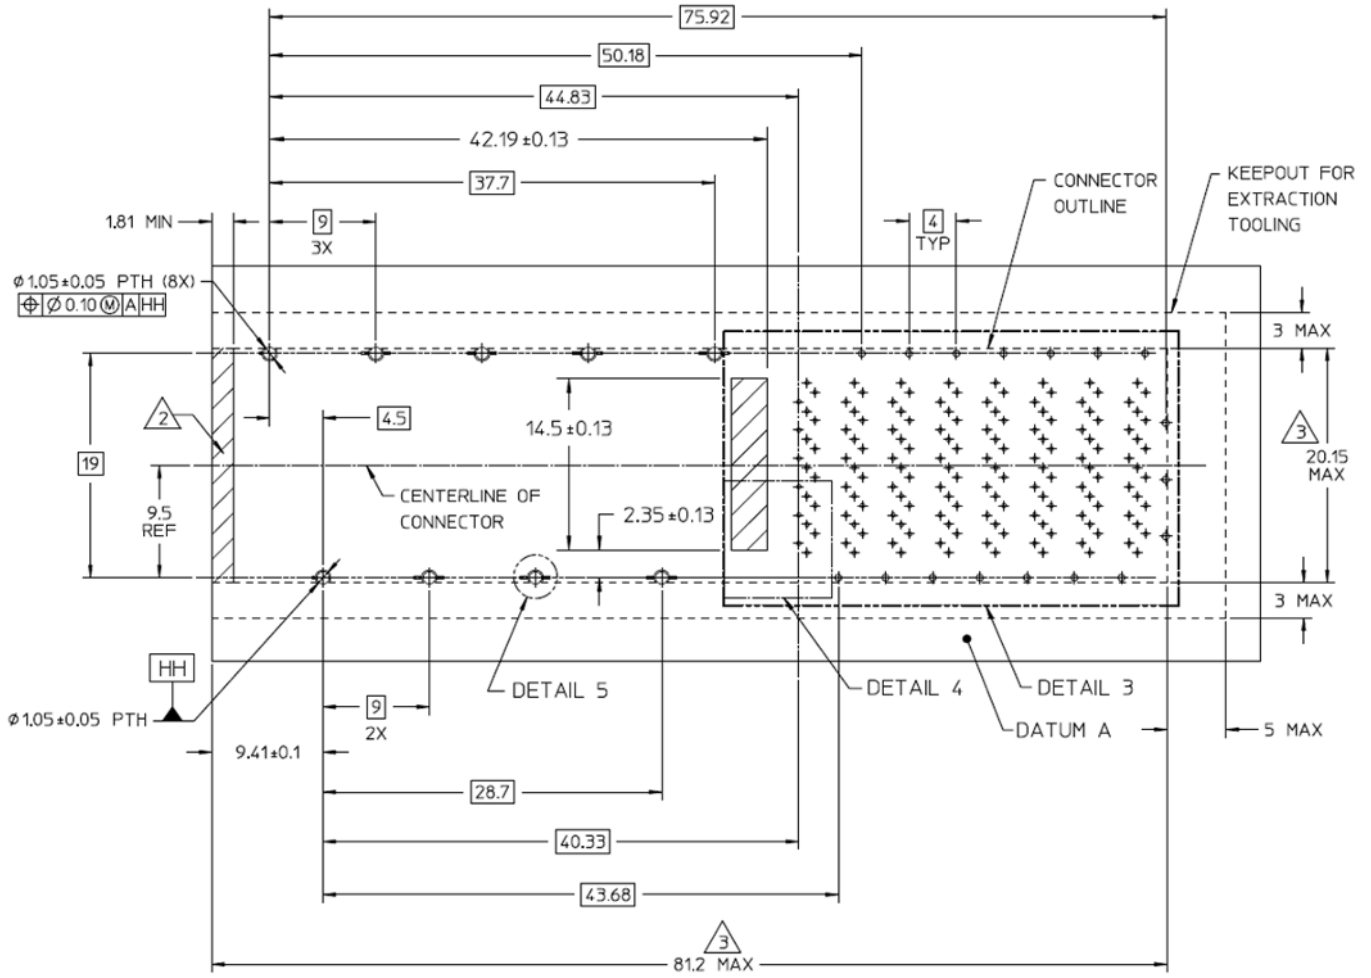 75.92
50.18
44.83
42.19±0.13
37.7
CONNECTOR
OUTLINE
KEEPOUT FOR
EXTRACTION
TOOLING
1.81 MIN
9
3X
4
TYP
⌀1.05±0.05 PTH (8X)
⌖ ⌀0.10 Ⓜ A HH
3 MAX
2
4.5
14.5±0.13
3
20.15
MAX
19
9.5
REF
CENTERLINE OF
CONNECTOR
2.35±0.13
3 MAX
HH
DETAIL 5
DETAIL 4
DETAIL 3
⌀1.05±0.05 PTH
9
2X
DATUM A
5 MAX
9.41±0.1
28.7
40.33
43.68
3
81.2 MAX